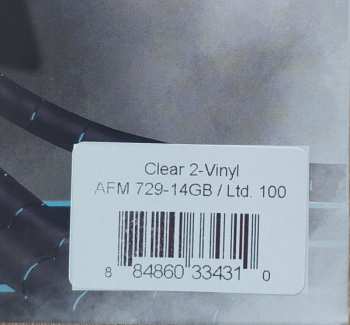 Clear 2-Vinyl
AFM 729-14GB / Ltd. 100
8 84860 33431 0